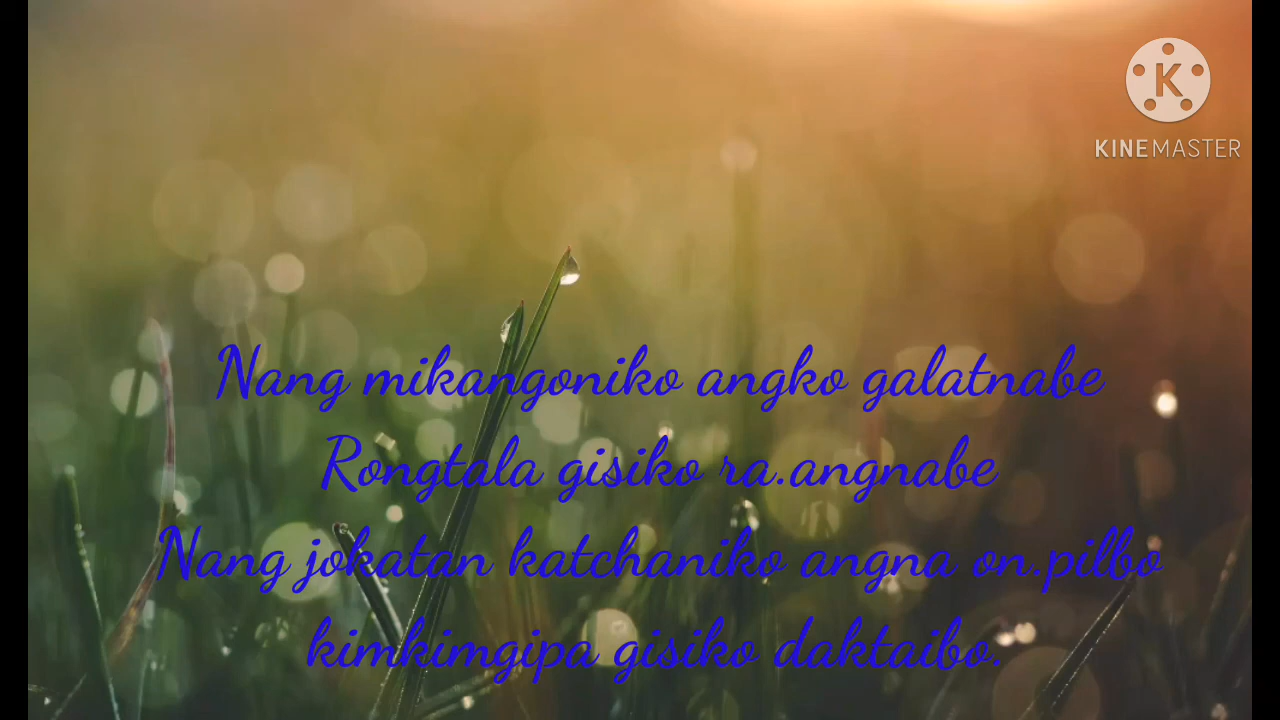 KINEMASTER
Nang mikangoniko angko galatnabe
Rongtala gisiko ra.angnabe
Nang jokatan katchaniko angna on.pilbo
kimkimgipa gisiko daktaibo.